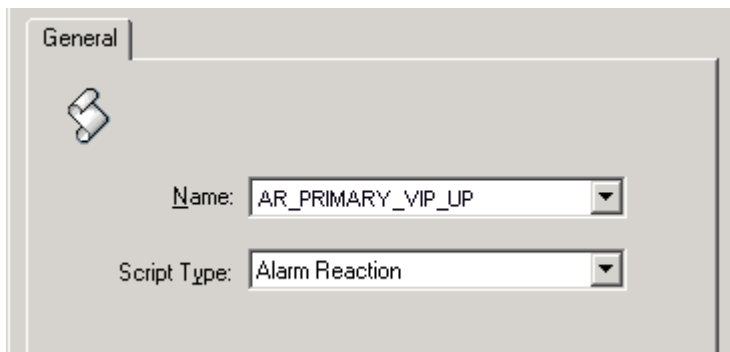 General
Name: AR_PRIMARY_VIP_UP
Script Type: Alarm Reaction